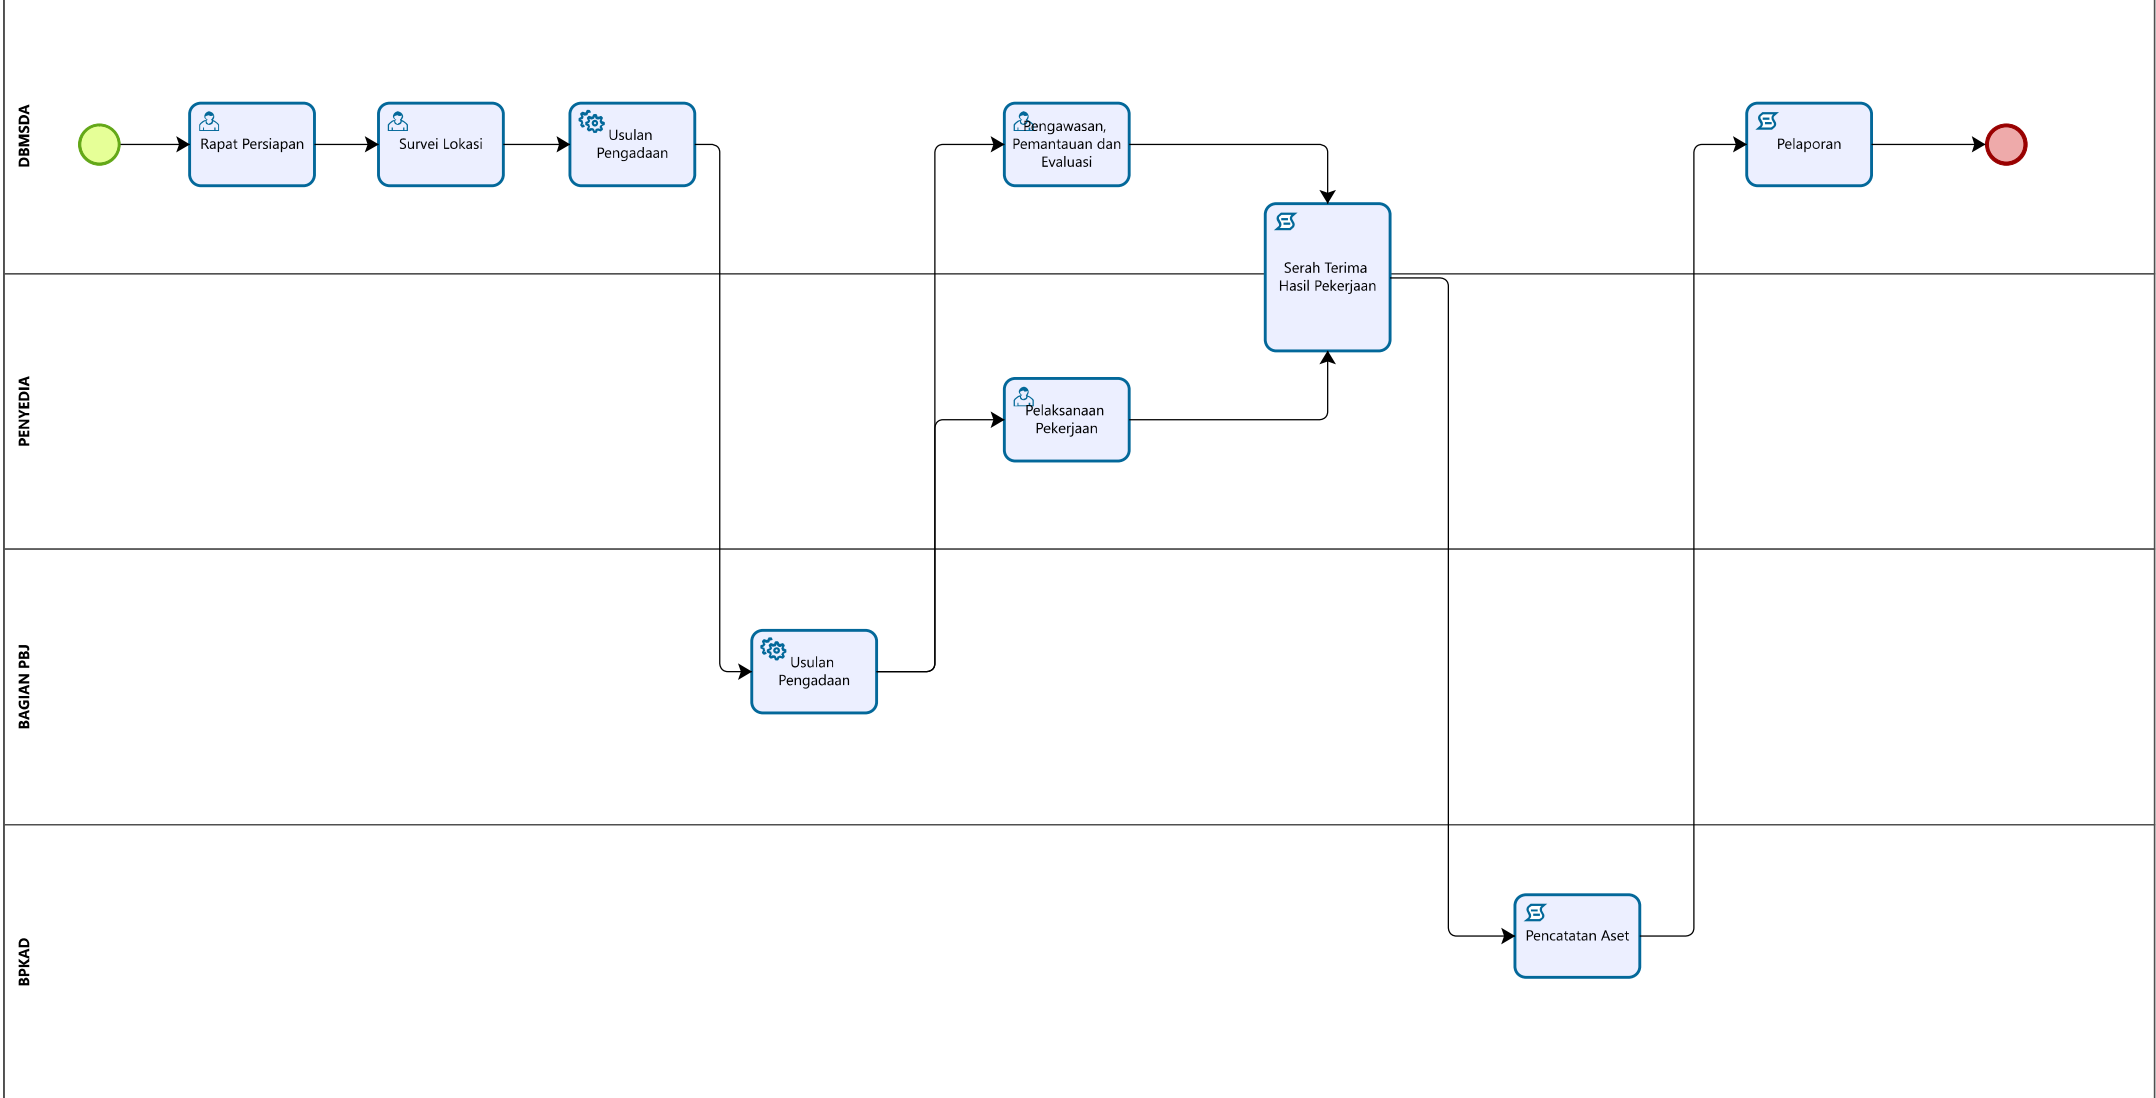 DBMSDA
Rapat Persiapan
Survei Lokasi
Usulan
Pengadaan
Pengawasan,
Pemantauan dan
Evaluasi
Pelaporan
Serah Terima
Hasil Pekerjaan
PENYEDIA
Pelaksanaan
Pekerjaan
BAGIAN PBJ
Usulan
Pengadaan
BPKAD
Pencatatan Aset